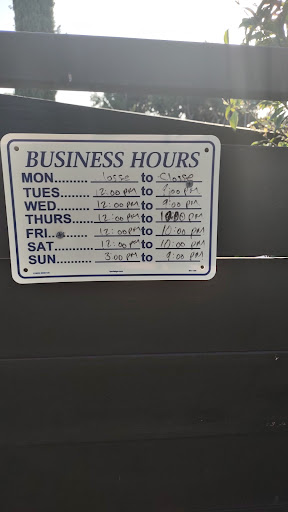 BUSINESS HOURS
MON......... losse to Closse
TUES......... 12:00 PM to 9:00 PM
WED.......... 12:00 PM to 9:00 PM
THURS........ 12:00 PM to 10:00 PM
FRI........... 12:00 PM to 10:00 PM
SAT.......... 12:00 PM to 10:00 PM
SUN.......... 3:00 PM to 9:00 PM